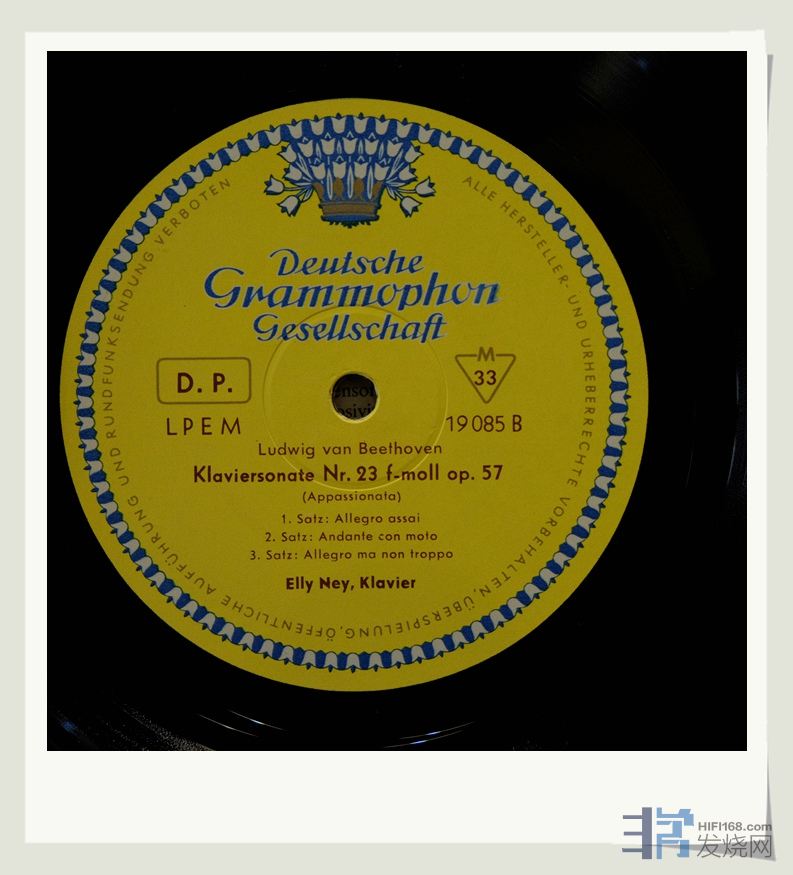 ALLE HERSTELLER- UND URHEBERRECHTE VORBEHALTEN, ÜBERSPIELUNG, ÖFFENTLICHE AUFFÜHRUNG UND RUNDFUNKSENDUNG VERBOTEN
Deutsche
Grammophon
Gesellschaft
D. P.
M
33
LPEM
19 085 B
Ludwig van Beethoven
Klaviersonate Nr. 23 f-moll op. 57
(Appassionata)
1. Satz: Allegro assai
2. Satz: Andante con moto
3. Satz: Allegro ma non troppo
Elly Ney, Klavier
HIFI168.com
发烧网